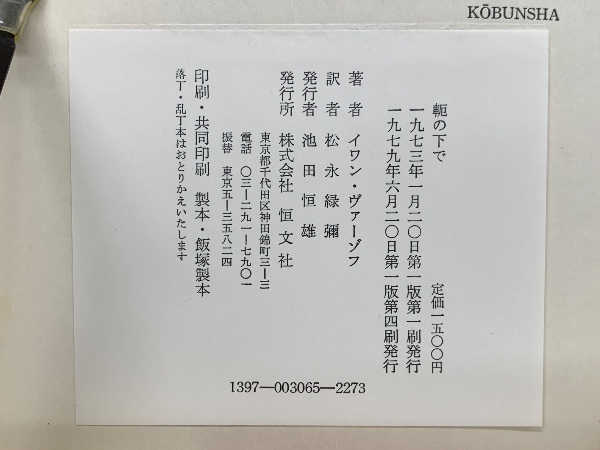 KŌBUNSHA
軛の下で 定価一五〇〇円
一九七三年一月二〇日第一版第一刷発行
一九七九年六月二〇日第一版第四刷発行
著者 イワン・ヴァーゾフ
訳者 松永緑彌
発行者 池田恒雄
発行所 株式会社 恒文社
東京都千代田区神田錦町三―三
電話 〇三―二九一―七九〇一
振替 東京五―三五八二四
印刷・共同印刷 製本・飯塚製本
落丁・乱丁本はおとりかえいたします
1397―003065―2273